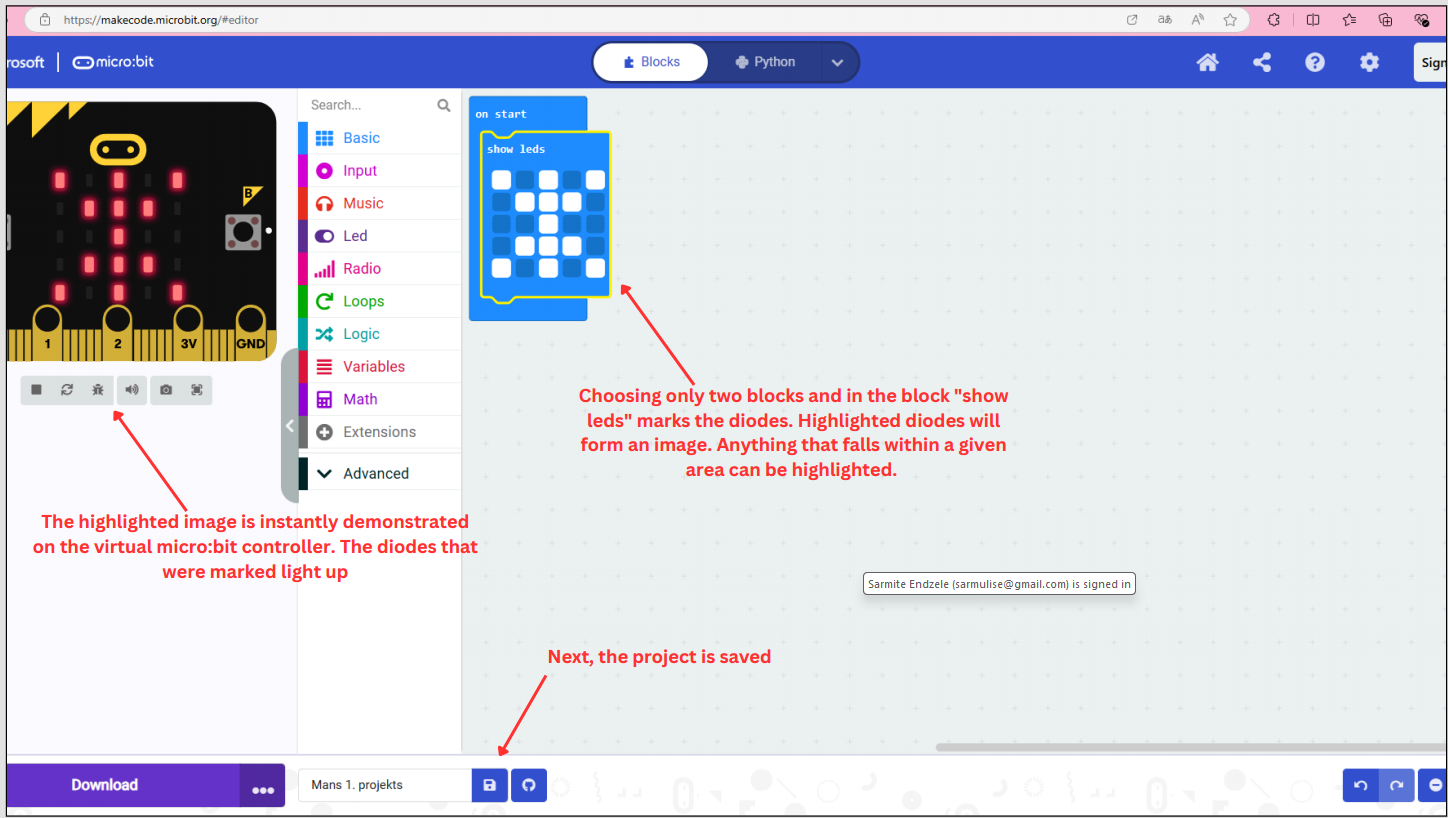 https://makecode.microbit.org/#editor
rosoft
micro:bit
Blocks
Python
Sign
Search...
Basic
Input
Music
Led
Radio
Loops
Logic
Variables
Math
Extensions
Advanced
B
1
2
3V
GND
on start
show leds
Choosing only two blocks and in the block "show
leds" marks the diodes. Highlighted diodes will
form an image. Anything that falls within a given
area can be highlighted.
The highlighted image is instantly demonstrated
on the virtual micro:bit controller. The diodes that
were marked light up
Sarmite Endzele (sarmulise@gmail.com) is signed in
Next, the project is saved
Download
Mans 1. projekts